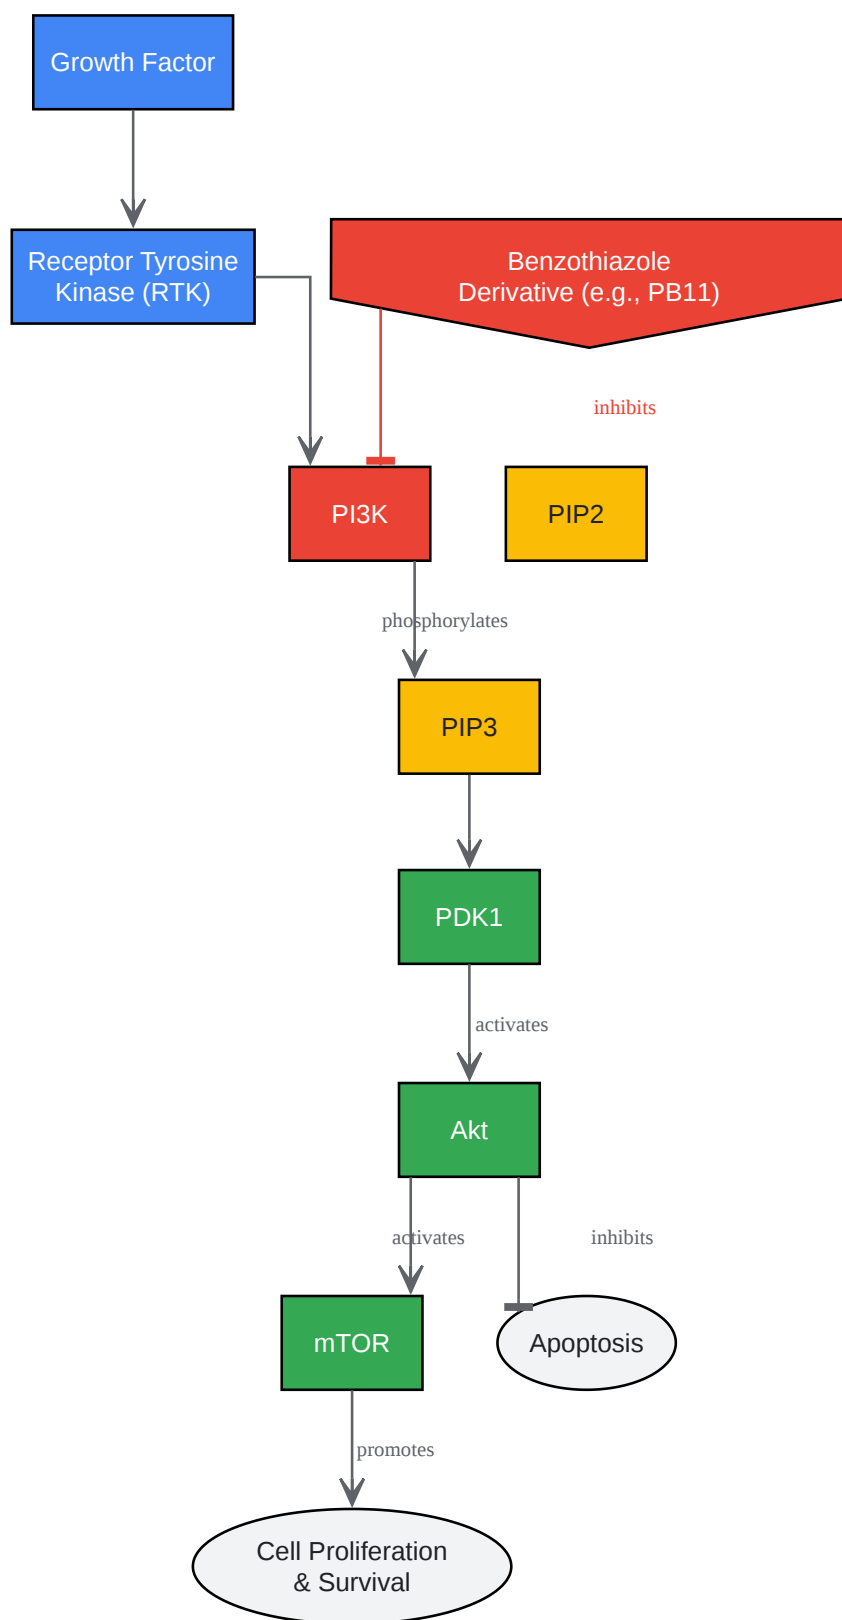 Growth Factor
Receptor Tyrosine
Kinase (RTK)
Benzothiazole
Derivative (e.g., PB11)
inhibits
PI3K
PIP2
phosphorylates
PIP3
PDK1
activates
Akt
activates
inhibits
mTOR
Apoptosis
promotes
Cell Proliferation
& Survival